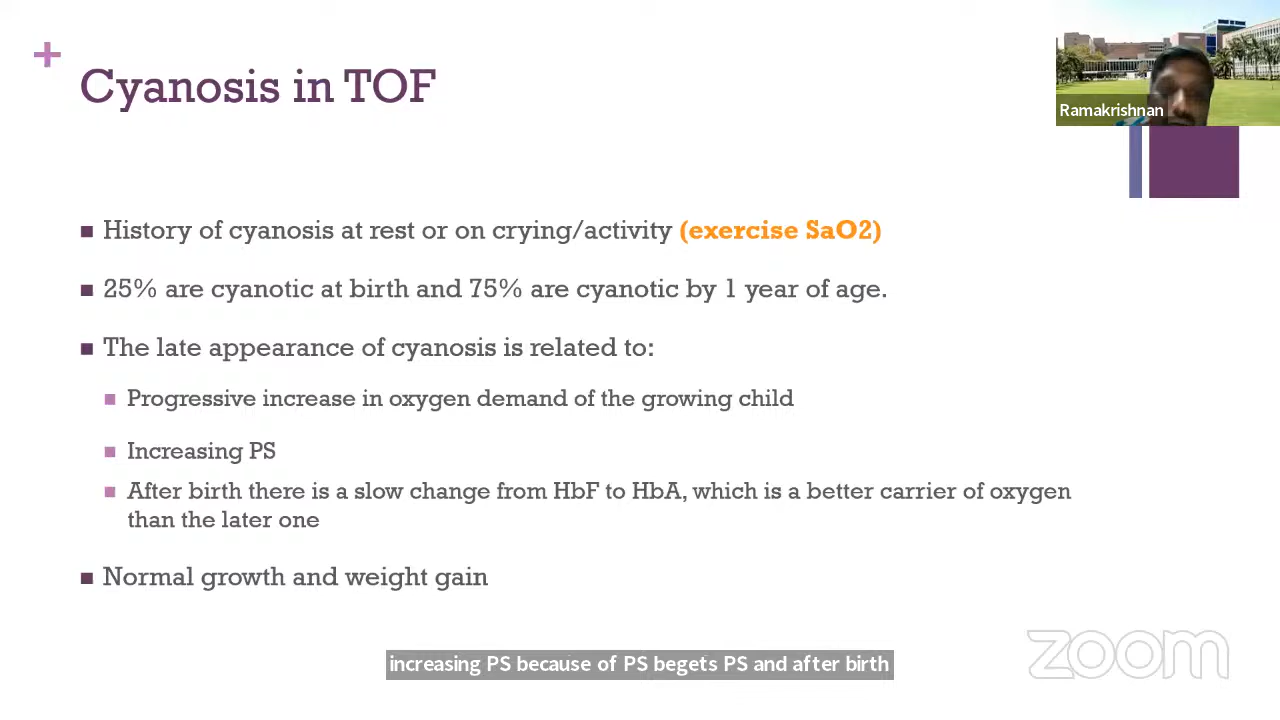 +
Cyanosis in TOF
Ramakrishnan
History of cyanosis at rest or on crying/activity (exercise SaO2)
25% are cyanotic at birth and 75% are cyanotic by 1 year of age.
The late appearance of cyanosis is related to:
Progressive increase in oxygen demand of the growing child
Increasing PS
After birth there is a slow change from HbF to HbA, which is a better carrier of oxygen
than the later one
Normal growth and weight gain
increasing PS because of PS begets PS and after birth
zoom